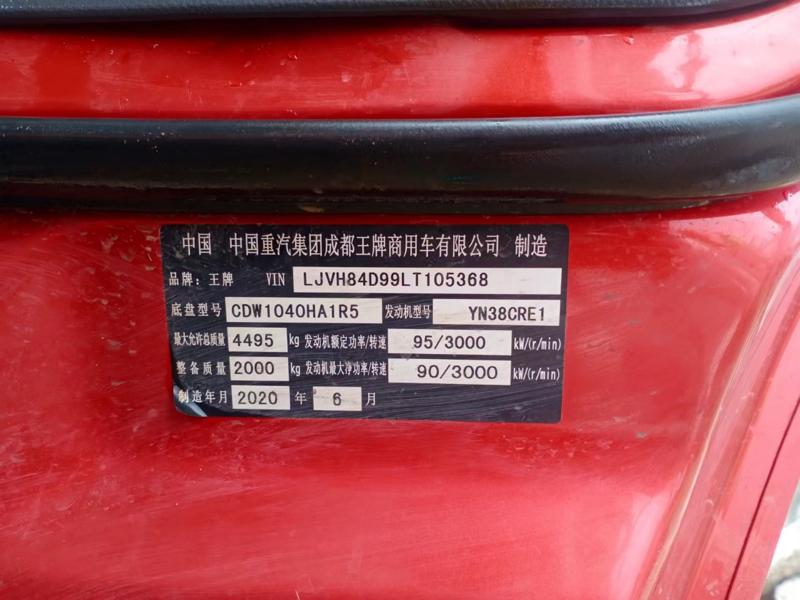 中国 中国重汽集团成都王牌商用车有限公司 制造
品牌：王牌 VIN LJVH84D99LT105368
底盘型号 CDW1040HA1R5 发动机型号 YN38CRE1
最大允许总质量 4495 kg 发动机额定功率/转速 95/3000 kW/(r/min)
整备质量 2000 kg 发动机最大净功率/转速 90/3000 kW/(r/min)
制造年月 2020 年 6 月